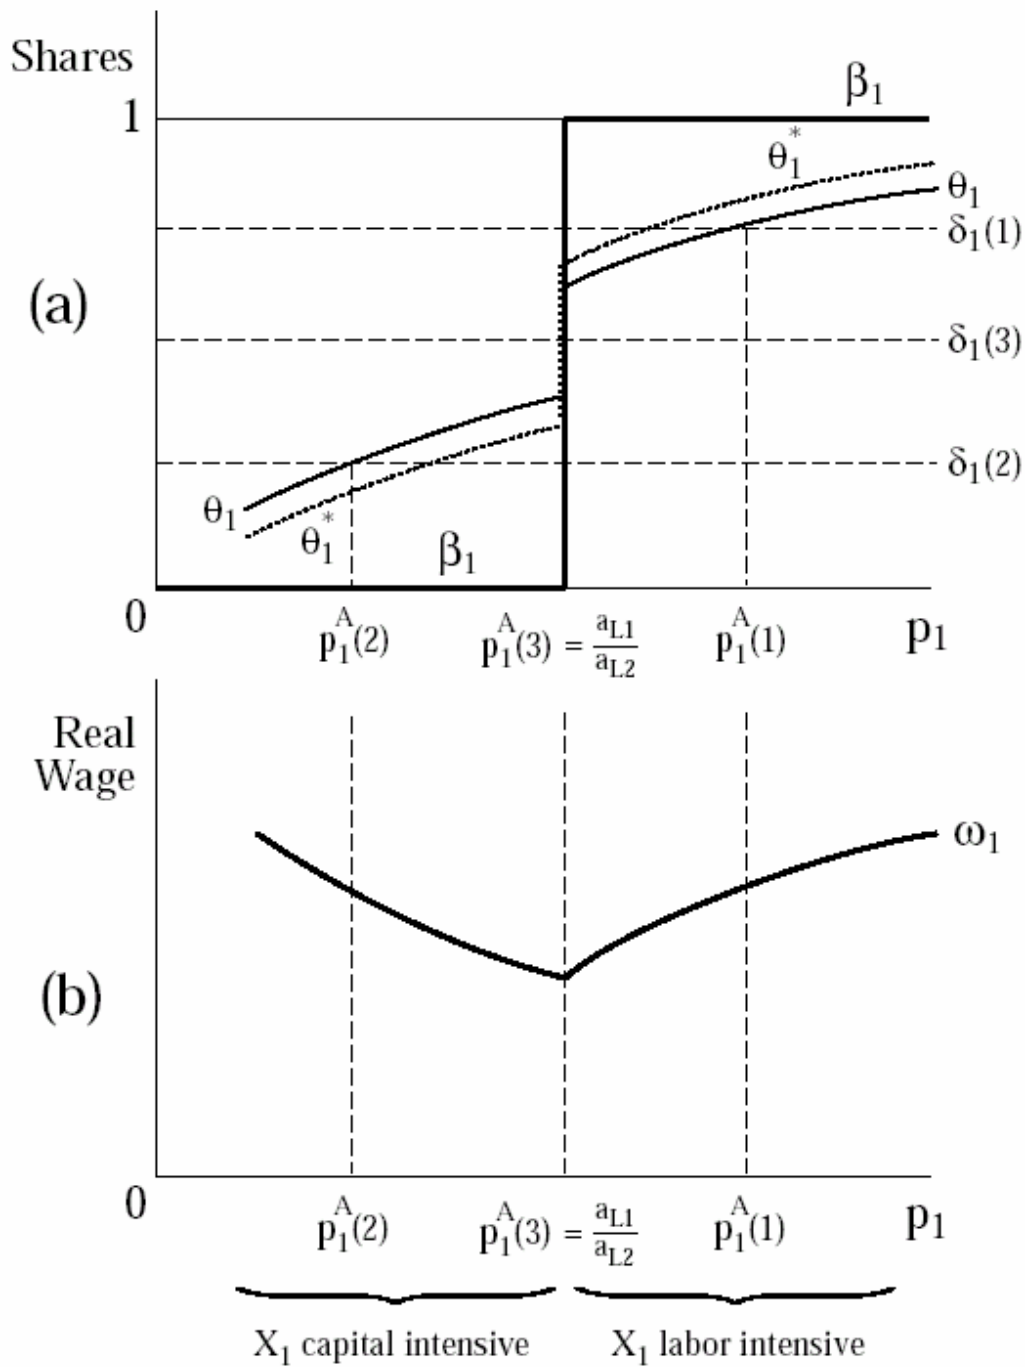 Shares
β₁
1
θ₁*
θ₁
δ₁(1)
(a)
δ₁(3)
δ₁(2)
θ₁
θ₁*
β₁
0
p₁ᴬ(2)
p₁ᴬ(3) = aL1/aL2
p₁ᴬ(1)
p₁
Real
Wage
ω₁
(b)
0
p₁ᴬ(2)
p₁ᴬ(3) = aL1/aL2
p₁ᴬ(1)
p₁
X₁ capital intensive
X₁ labor intensive